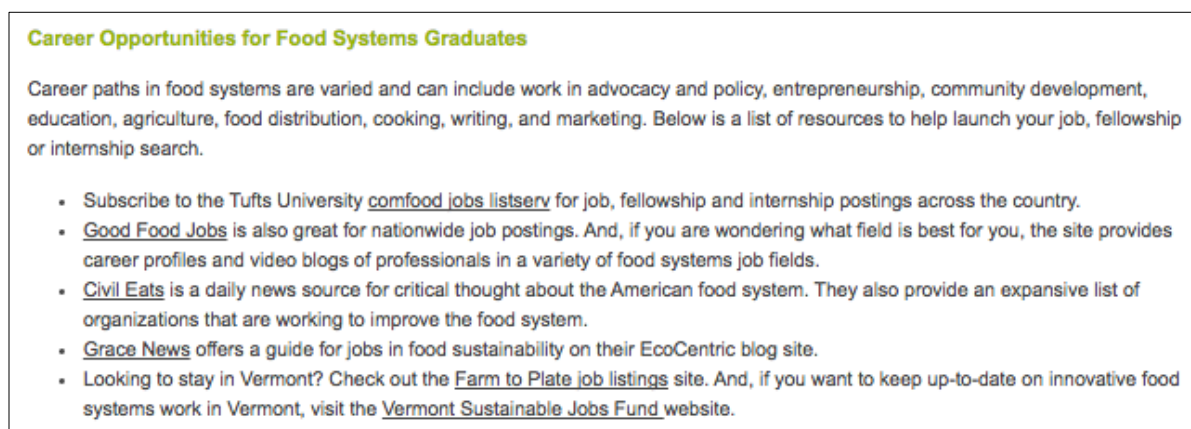 Career Opportunities for Food Systems Graduates
Career paths in food systems are varied and can include work in advocacy and policy, entrepreneurship, community development,
education, agriculture, food distribution, cooking, writing, and marketing. Below is a list of resources to help launch your job, fellowship
or internship search.
• Subscribe to the Tufts University comfood jobs listserv for job, fellowship and internship postings across the country.
• Good Food Jobs is also great for nationwide job postings. And, if you are wondering what field is best for you, the site provides
career profiles and video blogs of professionals in a variety of food systems job fields.
• Civil Eats is a daily news source for critical thought about the American food system. They also provide an expansive list of
organizations that are working to improve the food system.
• Grace News offers a guide for jobs in food sustainability on their EcoCentric blog site.
• Looking to stay in Vermont? Check out the Farm to Plate job listings site. And, if you want to keep up-to-date on innovative food
systems work in Vermont, visit the Vermont Sustainable Jobs Fund website.